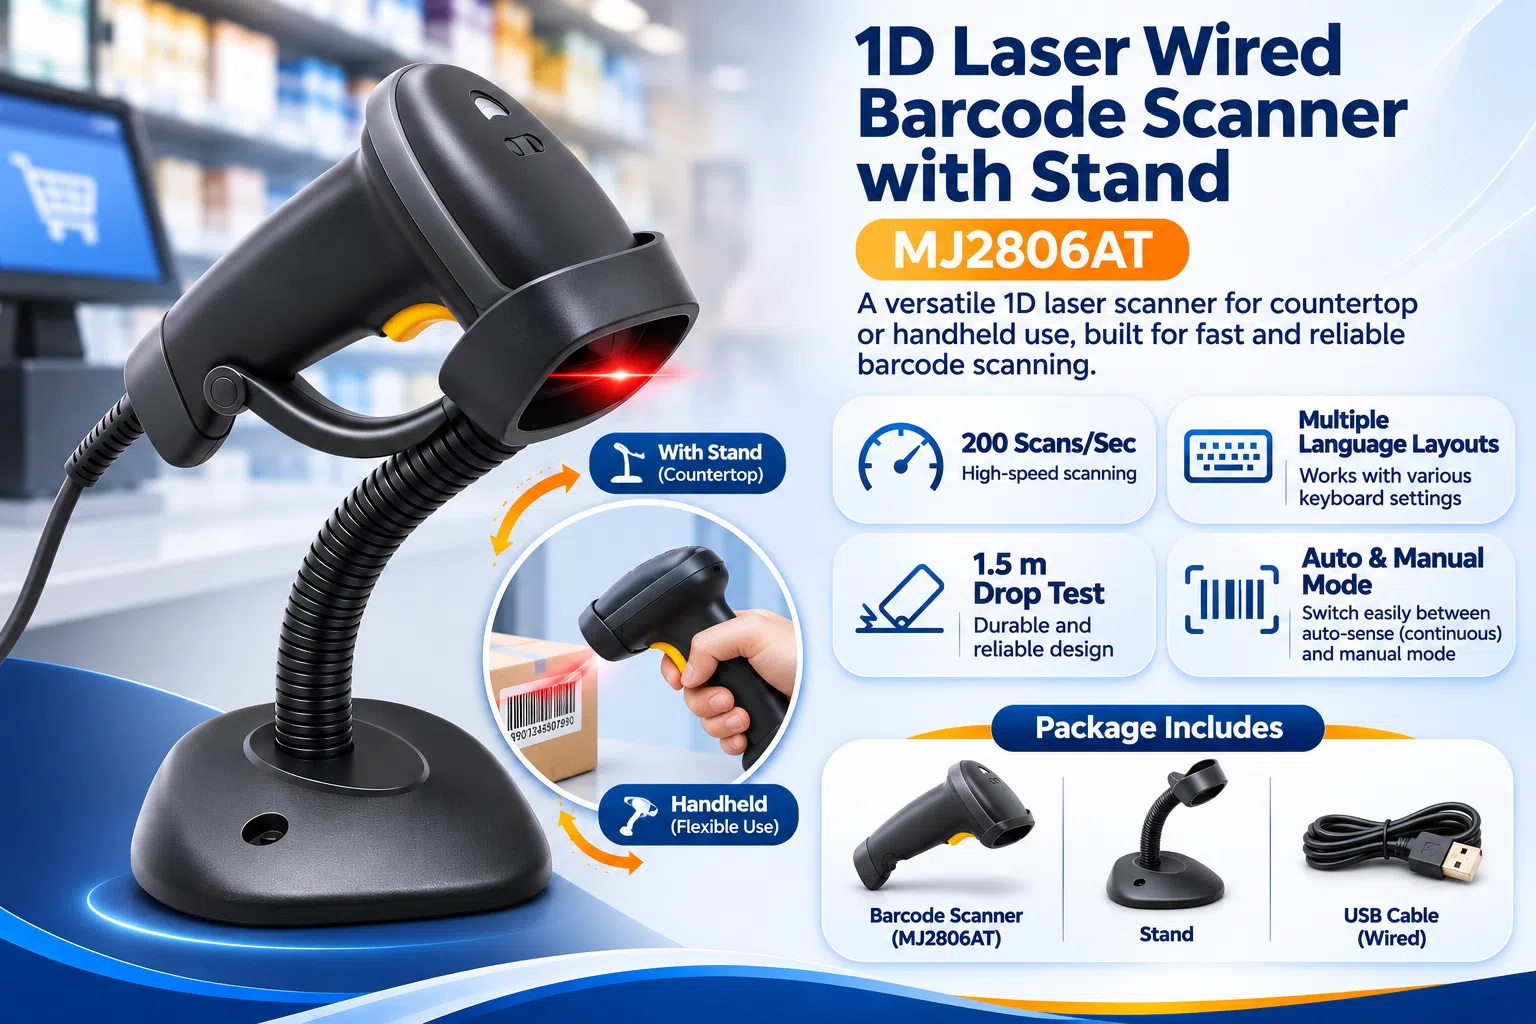 1D Laser Wired
Barcode Scanner
with Stand
MJ2806AT
A versatile 1D laser scanner for countertop
or handheld use, built for fast and reliable
barcode scanning.
200 Scans/Sec
High-speed scanning
Multiple
Language Layouts
Works with various
keyboard settings
1.5 m
Drop Test
Durable and
reliable design
Auto & Manual
Mode
Switch easily between
auto-sense (continuous)
and manual mode
With Stand
(Countertop)
Handheld
(Flexible Use)
Package Includes
Barcode Scanner
(MJ2806AT)
Stand
USB Cable
(Wired)